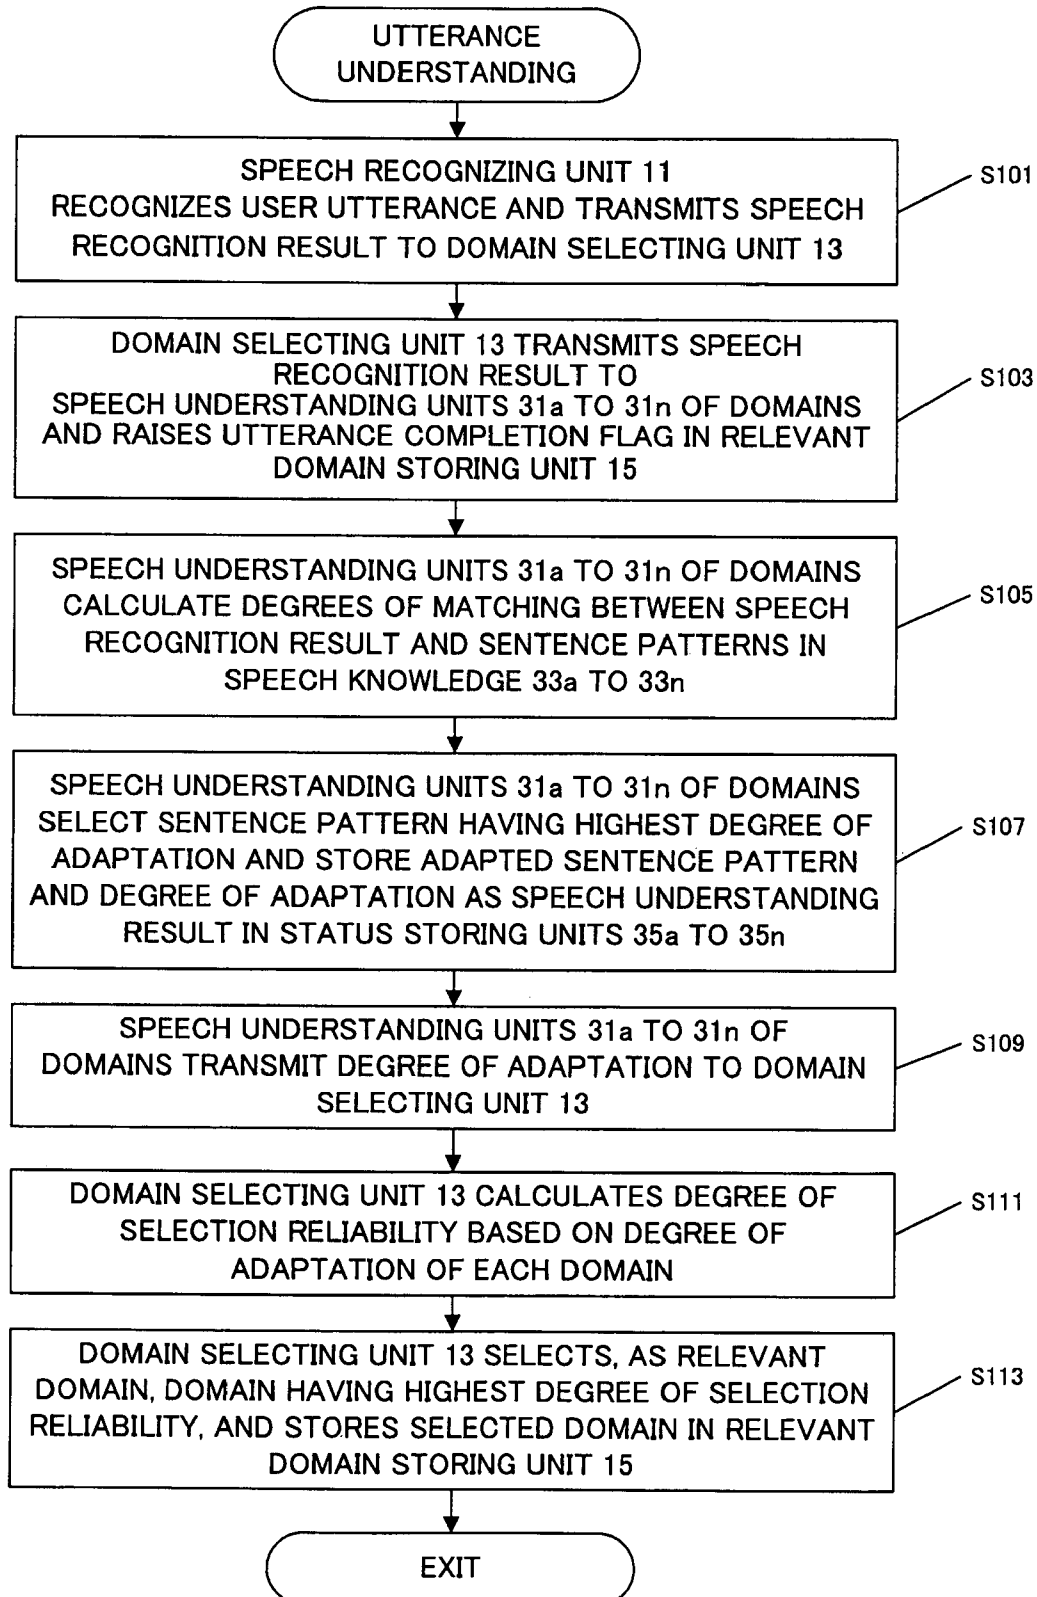 UTTERANCE
UNDERSTANDING
SPEECH RECOGNIZING UNIT 11
RECOGNIZES USER UTTERANCE AND TRANSMITS SPEECH
RECOGNITION RESULT TO DOMAIN SELECTING UNIT 13
S101
DOMAIN SELECTING UNIT 13 TRANSMITS SPEECH
RECOGNITION RESULT TO
SPEECH UNDERSTANDING UNITS 31a TO 31n OF DOMAINS
AND RAISES UTTERANCE COMPLETION FLAG IN RELEVANT
DOMAIN STORING UNIT 15
S103
SPEECH UNDERSTANDING UNITS 31a TO 31n OF DOMAINS
CALCULATE DEGREES OF MATCHING BETWEEN SPEECH
RECOGNITION RESULT AND SENTENCE PATTERNS IN
SPEECH KNOWLEDGE 33a TO 33n
S105
SPEECH UNDERSTANDING UNITS 31a TO 31n OF DOMAINS
SELECT SENTENCE PATTERN HAVING HIGHEST DEGREE OF
ADAPTATION AND STORE ADAPTED SENTENCE PATTERN
AND DEGREE OF ADAPTATION AS SPEECH UNDERSTANDING
RESULT IN STATUS STORING UNITS 35a TO 35n
S107
SPEECH UNDERSTANDING UNITS 31a TO 31n OF
DOMAINS TRANSMIT DEGREE OF ADAPTATION TO DOMAIN
SELECTING UNIT 13
S109
DOMAIN SELECTING UNIT 13 CALCULATES DEGREE OF
SELECTION RELIABILITY BASED ON DEGREE OF
ADAPTATION OF EACH DOMAIN
S111
DOMAIN SELECTING UNIT 13 SELECTS, AS RELEVANT
DOMAIN, DOMAIN HAVING HIGHEST DEGREE OF SELECTION
RELIABILITY, AND STORES SELECTED DOMAIN IN RELEVANT
DOMAIN STORING UNIT 15
S113
EXIT